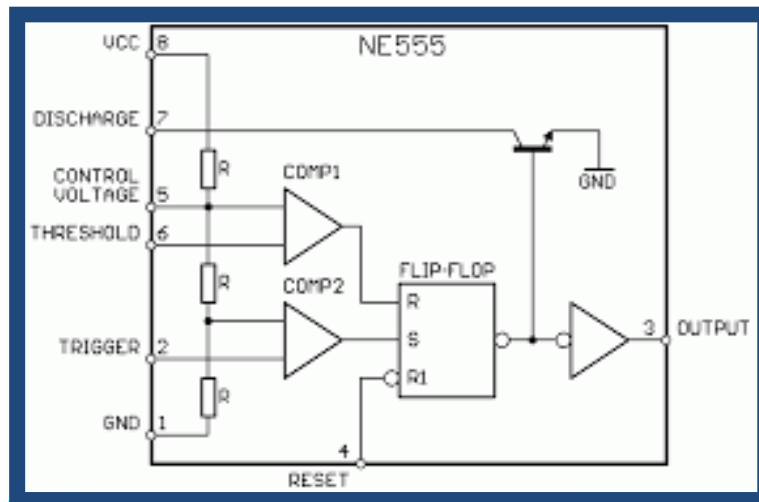 VCC 8
NE555
DISCHARGE 7
R
COMP1
GND
CONTROL
VOLTAGE 5
THRESHOLD 6
FLIP-FLOP
R
COMP2
R
S
3 OUTPUT
TRIGGER 2
R1
R
GND 1
4
RESET